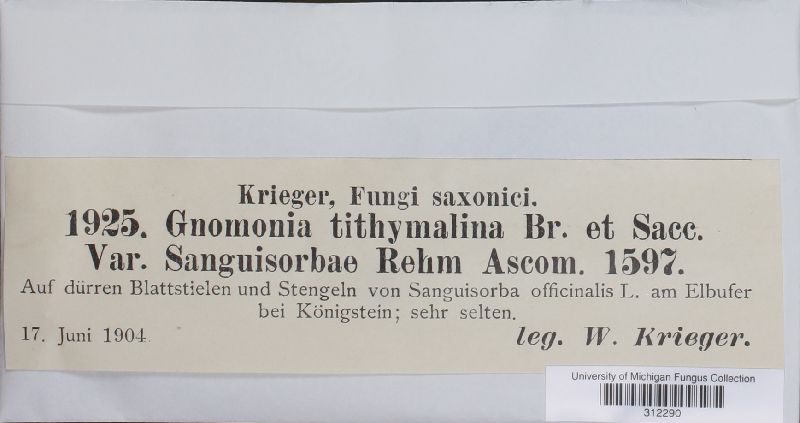 Krieger, Fungi saxonici.
1925. Gnomonia tithymalina Br. et Sacc.
Var. Sanguisorbae Rehm Ascom. 1597.
Auf dürren Blattstielen und Stengeln von Sanguisorba officinalis L. am Elbufer
bei Königstein; sehr selten.
17. Juni 1904.
leg. W. Krieger.
University of Michigan Fungus Collection
312290